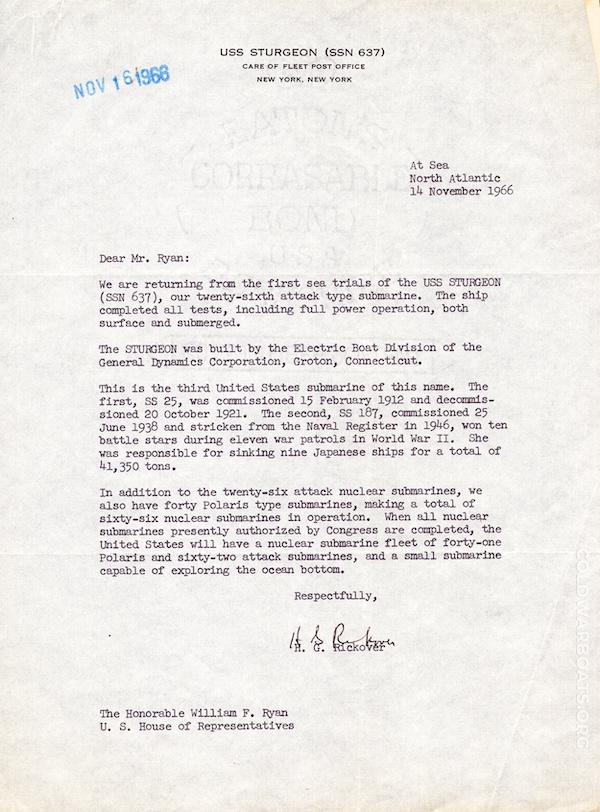 USS STURGEON (SSN 637)
CARE OF FLEET POST OFFICE
NEW YORK, NEW YORK
NOV 16 1966
At Sea
North Atlantic
14 November 1966
Dear Mr. Ryan:
We are returning from the first sea trials of the USS STURGEON
(SSN 637), our twenty-sixth attack type submarine. The ship
completed all tests, including full power operation, both
surface and submerged.
The STURGEON was built by the Electric Boat Division of the
General Dynamics Corporation, Groton, Connecticut.
This is the third United States submarine of this name. The
first, SS 25, was commissioned 15 February 1912 and decommis-
sioned 20 October 1921. The second, SS 187, commissioned 25
June 1938 and stricken from the Naval Register in 1946, won ten
battle stars during eleven war patrols in World War II. She
was responsible for sinking nine Japanese ships for a total of
41,350 tons.
In addition to the twenty-six attack nuclear submarines, we
also have forty Polaris type submarines, making a total of
sixty-six nuclear submarines in operation. When all nuclear
submarines presently authorized by Congress are completed, the
United States will have a nuclear submarine fleet of forty-one
Polaris and sixty-two attack submarines, and a small submarine
capable of exploring the ocean bottom.
Respectfully,
H G Rickover
H. G. Rickover
The Honorable William F. Ryan
U. S. House of Representatives
COLDWARBOATS.ORG
CORRASABLE
BOND